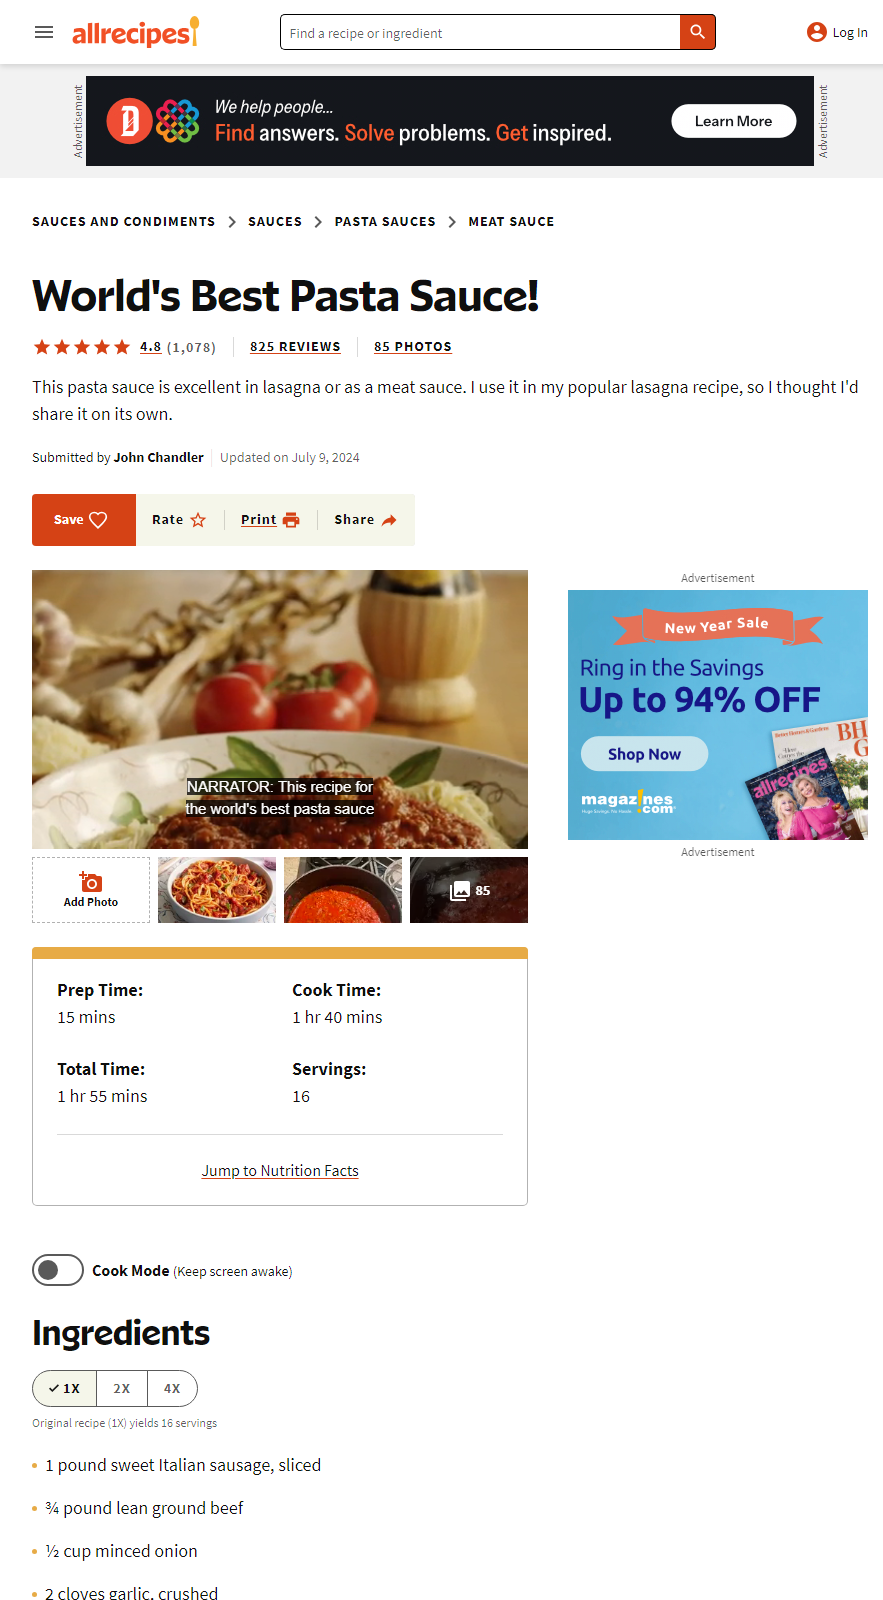 allrecipes
Find a recipe or ingredient
Log In
Advertisement
We help people...
Find answers. Solve problems. Get inspired.
Learn More
Advertisement
SAUCES AND CONDIMENTS > SAUCES > PASTA SAUCES > MEAT SAUCE
World's Best Pasta Sauce!
4.8 (1,078) 825 REVIEWS 85 PHOTOS
This pasta sauce is excellent in lasagna or as a meat sauce. I use it in my popular lasagna recipe, so I thought I'd
share it on its own.
Submitted by John Chandler Updated on July 9, 2024
Save Rate Print Share
NARRATOR: This recipe for
the world's best pasta sauce
Add Photo
85
Advertisement
New Year Sale
Ring in the Savings
Up to 94% OFF
Shop Now
magazines
.com
allrecipes
Advertisement
Prep Time: Cook Time:
15 mins 1 hr 40 mins
Total Time: Servings:
1 hr 55 mins 16
Jump to Nutrition Facts
Cook Mode (Keep screen awake)
Ingredients
1X 2X 4X
Original recipe (1X) yields 16 servings
1 pound sweet Italian sausage, sliced
¾ pound lean ground beef
½ cup minced onion
2 cloves garlic, crushed